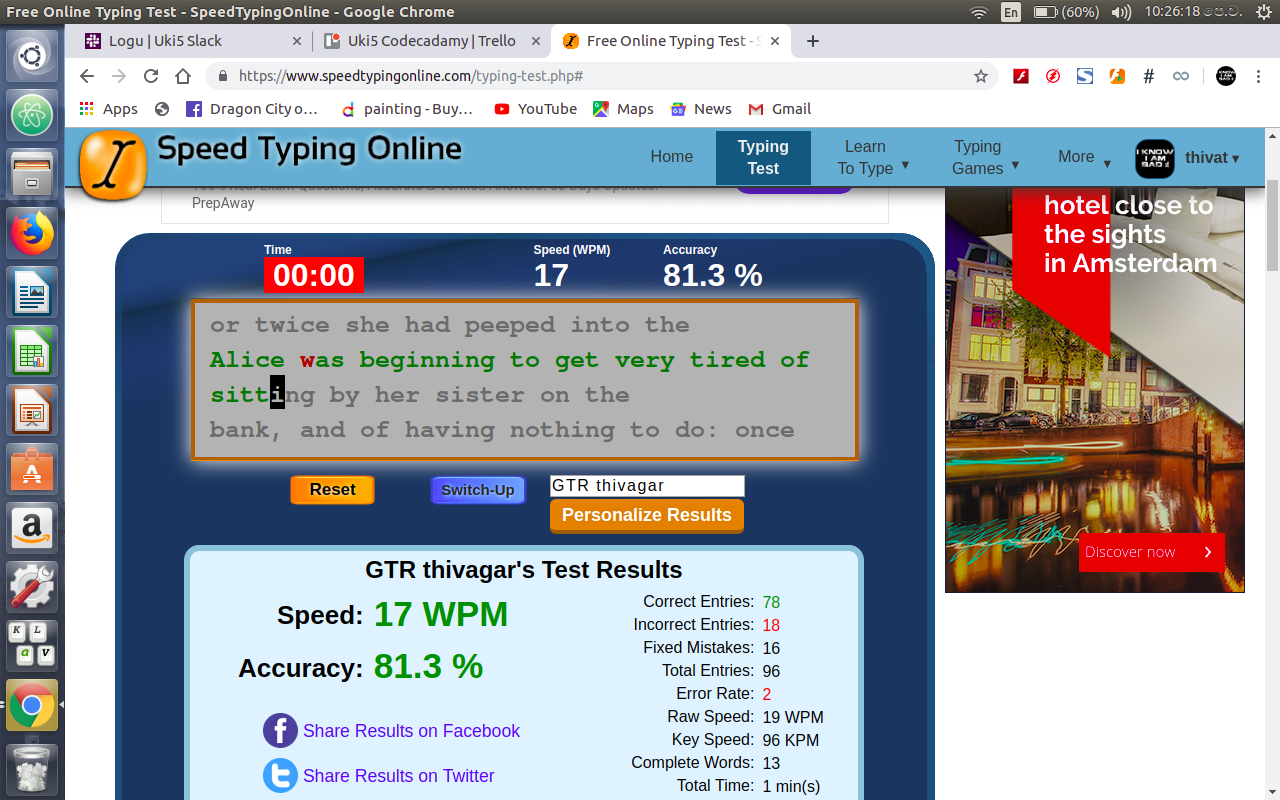 Free Online Typing Test - SpeedTypingOnline - Google Chrome
En
(60%)
10:26:18 පෙ.ව.
Logu | Uki5 Slack
Uki5 Codecadamy | Trello
Free Online Typing Test - S
https://www.speedtypingonline.com/typing-test.php#
Apps
Dragon City o…
painting - Buy…
YouTube
Maps
News
Gmail
Speed Typing Online
Home
Typing Test
Learn To Type ▼
Typing Games ▼
More ▼
I KNOW I AM BAD
thivat ▾
PrepAway
hotel close to
the sights
in Amsterdam
Discover now
Time
Speed (WPM)
Accuracy
00:00
17
81.3 %
or twice she had peeped into the
Alice was beginning to get very tired of
sitting by her sister on the
bank, and of having nothing to do: once
Reset
Switch-Up
GTR thivagar
Personalize Results
GTR thivagar's Test Results
Speed: 17 WPM
Accuracy: 81.3 %
Share Results on Facebook
Share Results on Twitter
Correct Entries: 78
Incorrect Entries: 18
Fixed Mistakes: 16
Total Entries: 96
Error Rate: 2
Raw Speed: 19 WPM
Key Speed: 96 KPM
Complete Words: 13
Total Time: 1 min(s)